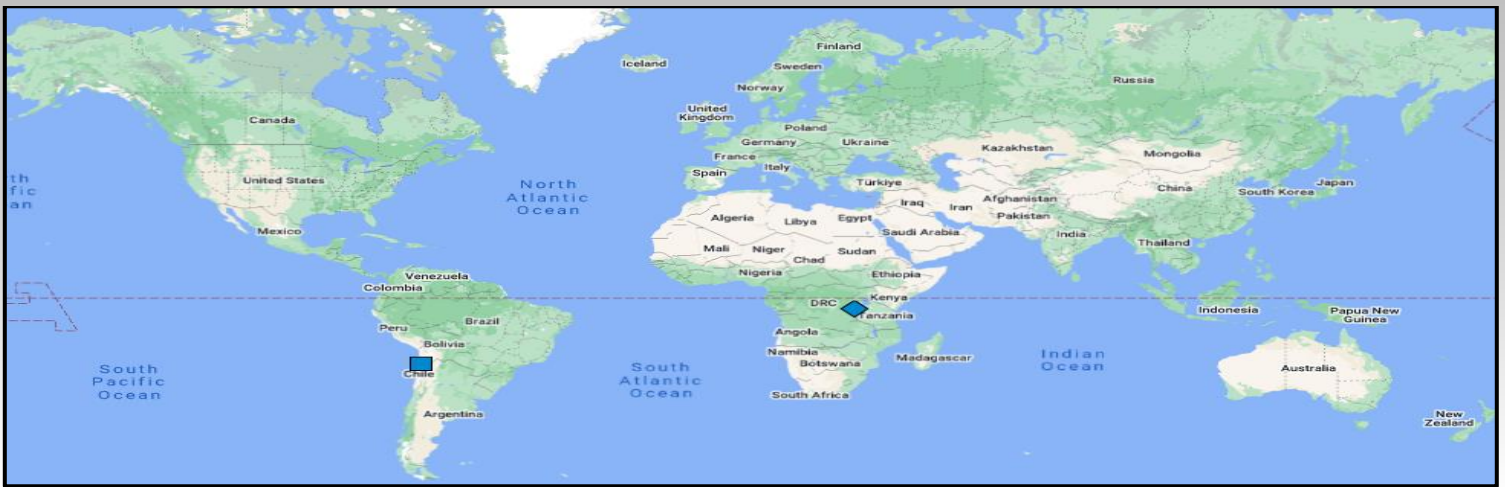 Finland
Iceland
Sweden
Russia
Norway
Canada
United
Kingdom
Poland
Germany
Ukraine
Kazakhstan
France
Mongolia
Italy
Spain
United States
Türkiye
China
Japan
South Korea
North
Atlantic
Ocean
th
fic
an
Iraq
Iran
Afghanistan
Pakistan
Algeria
Libya
Egypt
Mexico
Saudi Arabia
India
Thailand
Mali
Niger
Sudan
Chad
Nigeria
Ethiopia
Venezuela
Colombia
DRC
Kenya
Tanzania
Indonesia
Papua New
Guinea
Peru
Brazil
Angola
Bolivia
Namibia
Botswana
Madagascar
Indian
Ocean
South
Pacific
Ocean
Chile
South
Atlantic
Ocean
Australia
South Africa
Argentina
New
Zealand